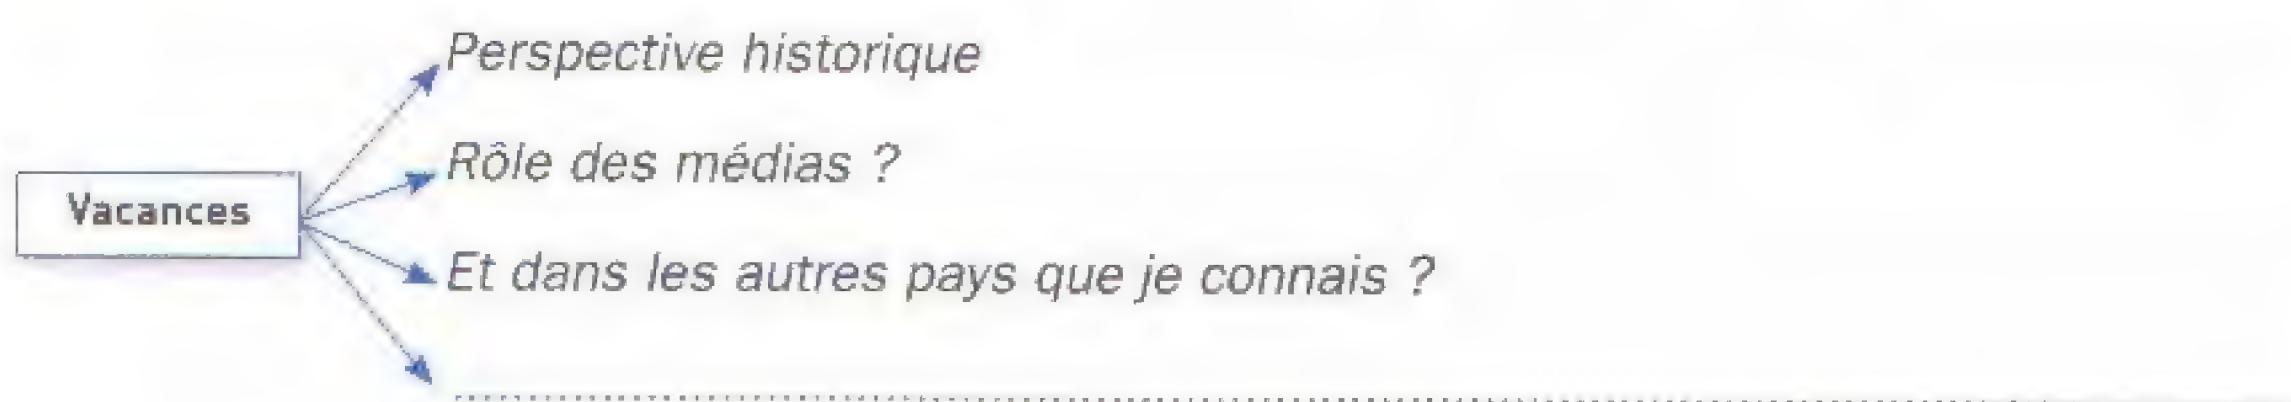 Perspective historique
Rôle des médias ?
Vacances
Et dans les autres pays que je connais ?